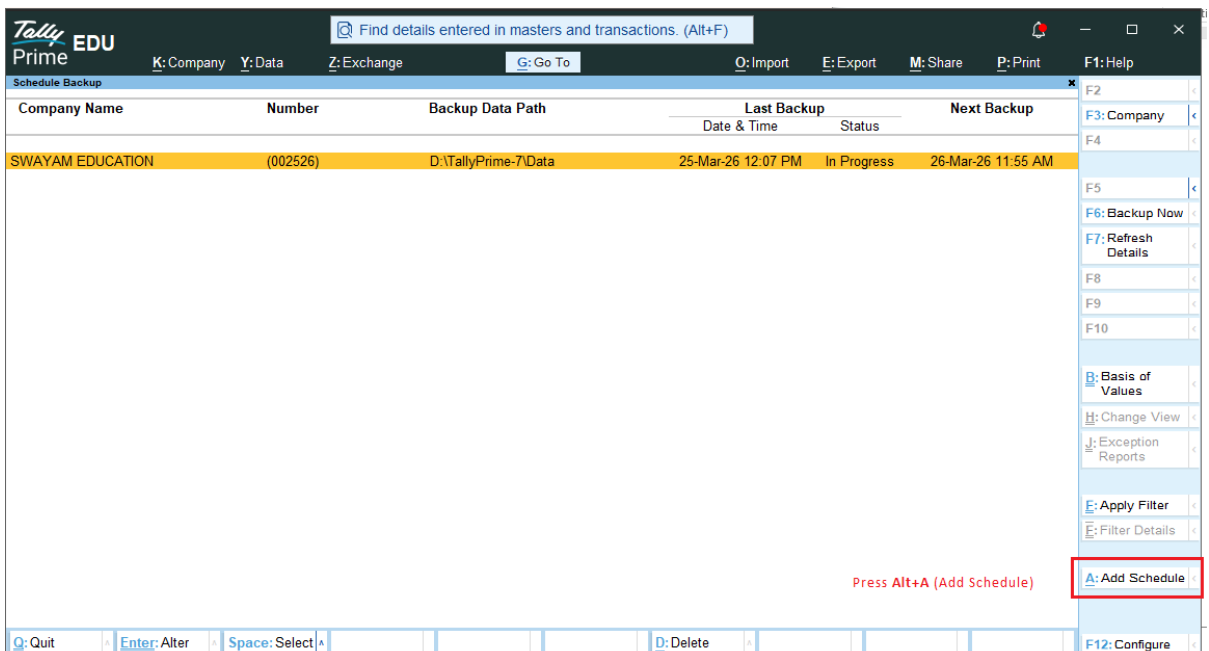 Tally
Prime EDU
Find details entered in masters and transactions. (Alt+F)
K: Company Y: Data Z: Exchange G: Go To O: Import E: Export M: Share P: Print F1: Help
Schedule Backup
Company Name Number Backup Data Path Last Backup Next Backup
Date & Time Status
SWAYAM EDUCATION (002526) D:\TallyPrime-7\Data 25-Mar-26 12:07 PM In Progress 26-Mar-26 11:55 AM
F2
F3: Company
F4
F5
F6: Backup Now
F7: Refresh
Details
F8
F9
F10
B: Basis of
Values
H: Change View
J: Exception
Reports
F: Apply Filter
F: Filter Details
Press Alt+A (Add Schedule)
A: Add Schedule
Q: Quit Enter: Alter Space: Select D: Delete F12: Configure